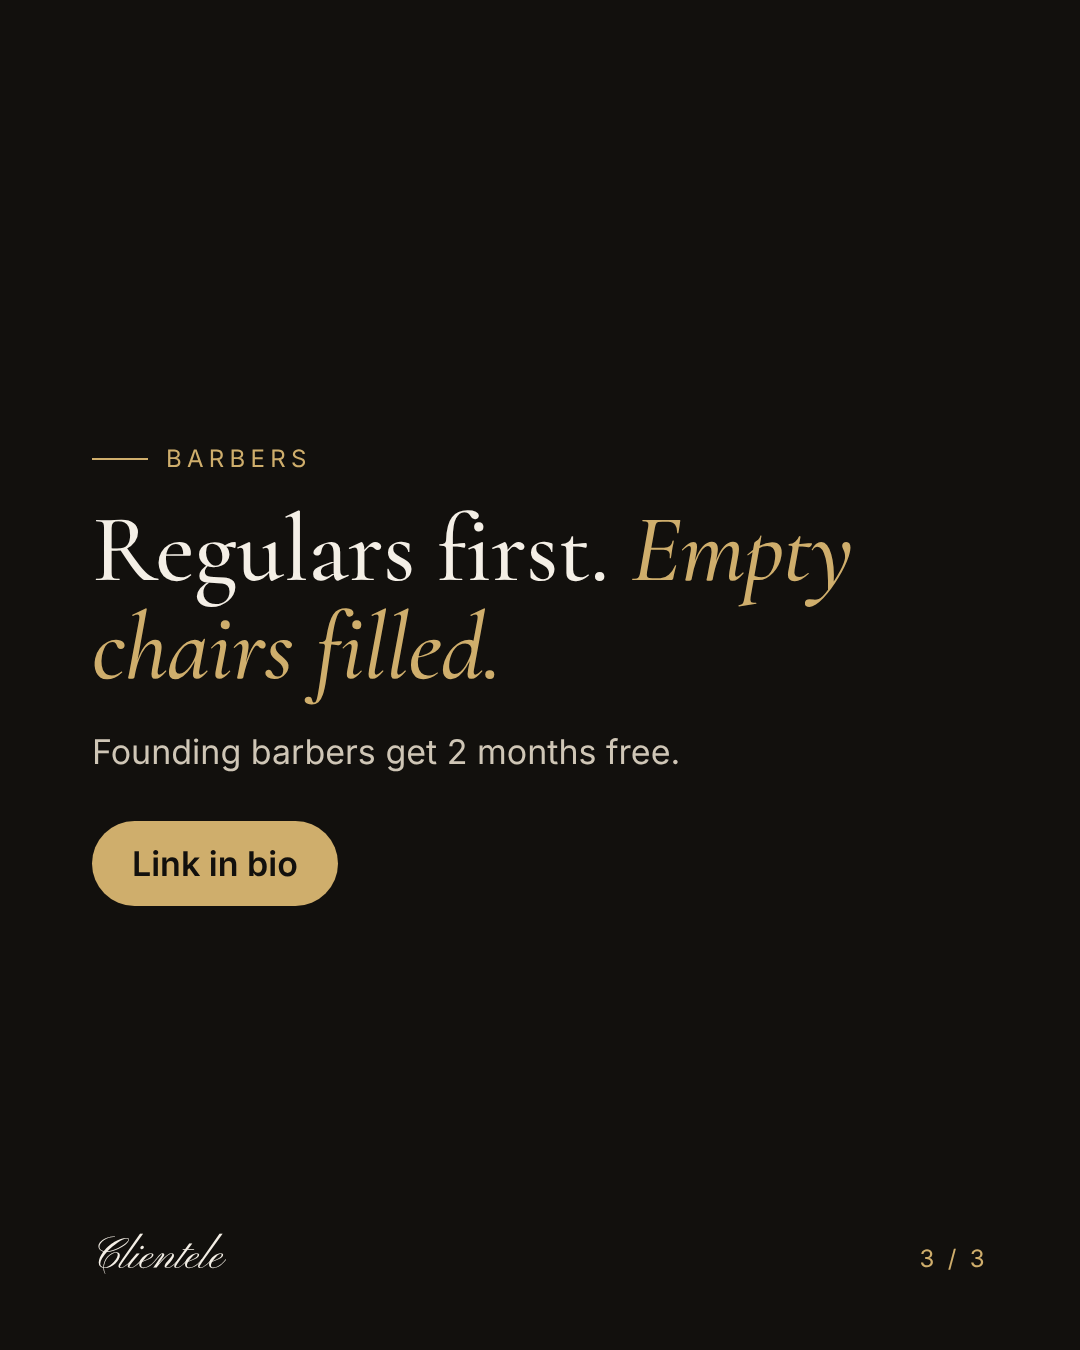 BARBERS
Regulars first. Empty
chairs filled.
Founding barbers get 2 months free.
Link in bio
Clientele
3 / 3